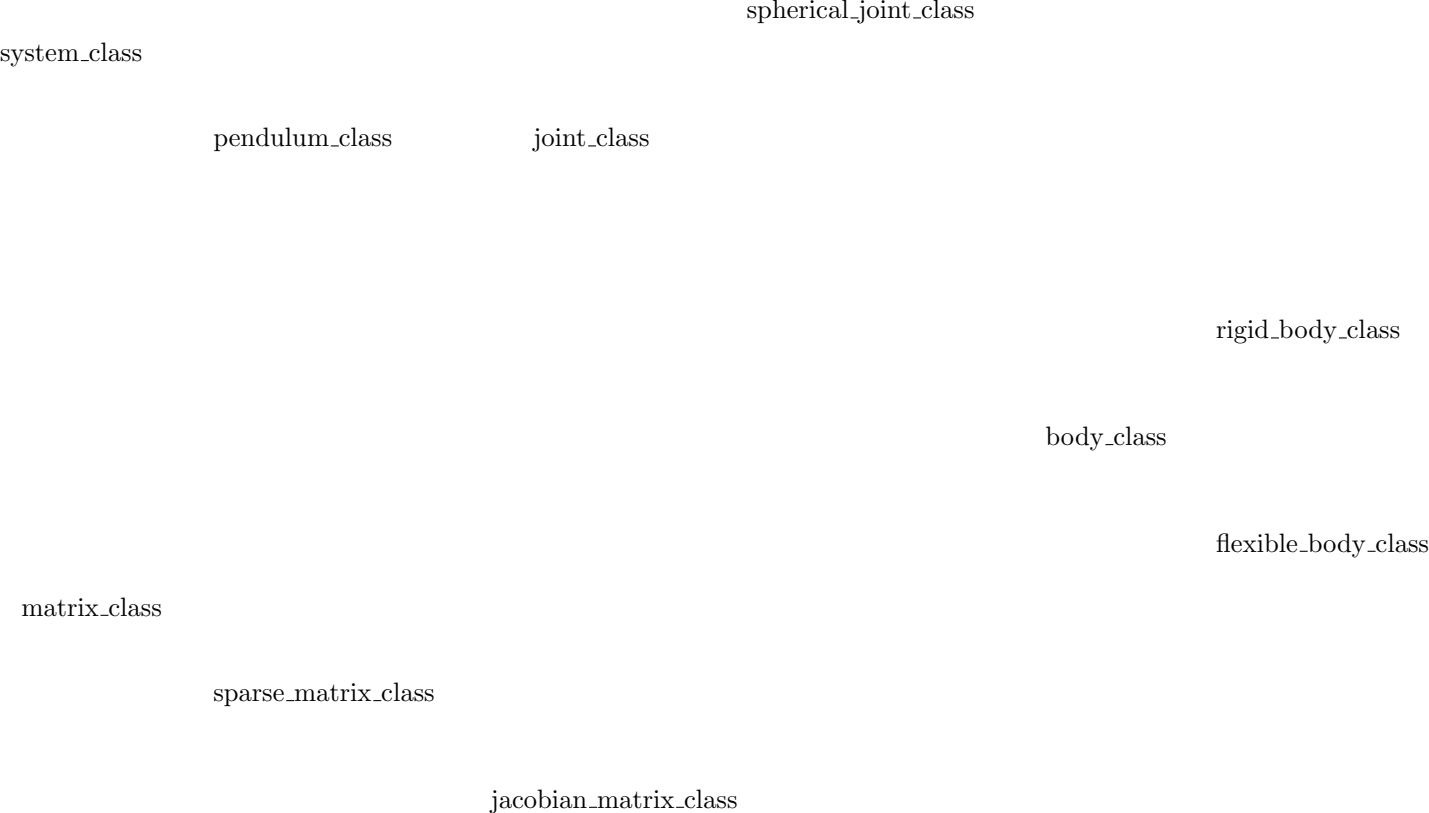 spherical_joint_class
system_class
pendulum_class joint_class
rigid_body_class
body_class
flexible_body_class
matrix_class
sparse_matrix_class
jacobian_matrix_class